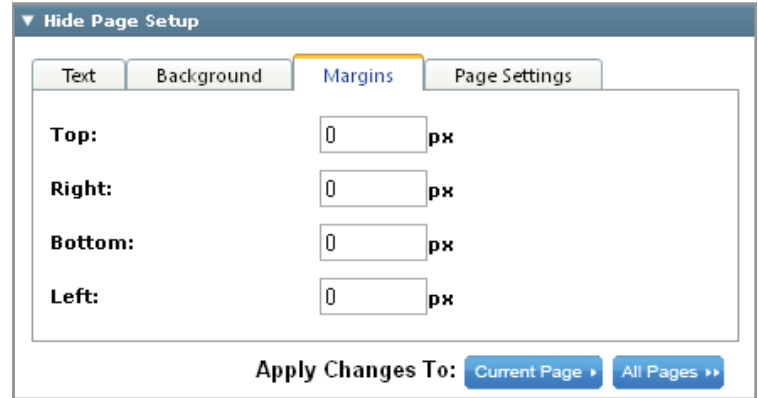 ▼ Hide Page Setup
Text Background Margins Page Settings
Top: 0 px
Right: 0 px
Bottom: 0 px
Left: 0 px
Apply Changes To: Current Page › All Pages ››